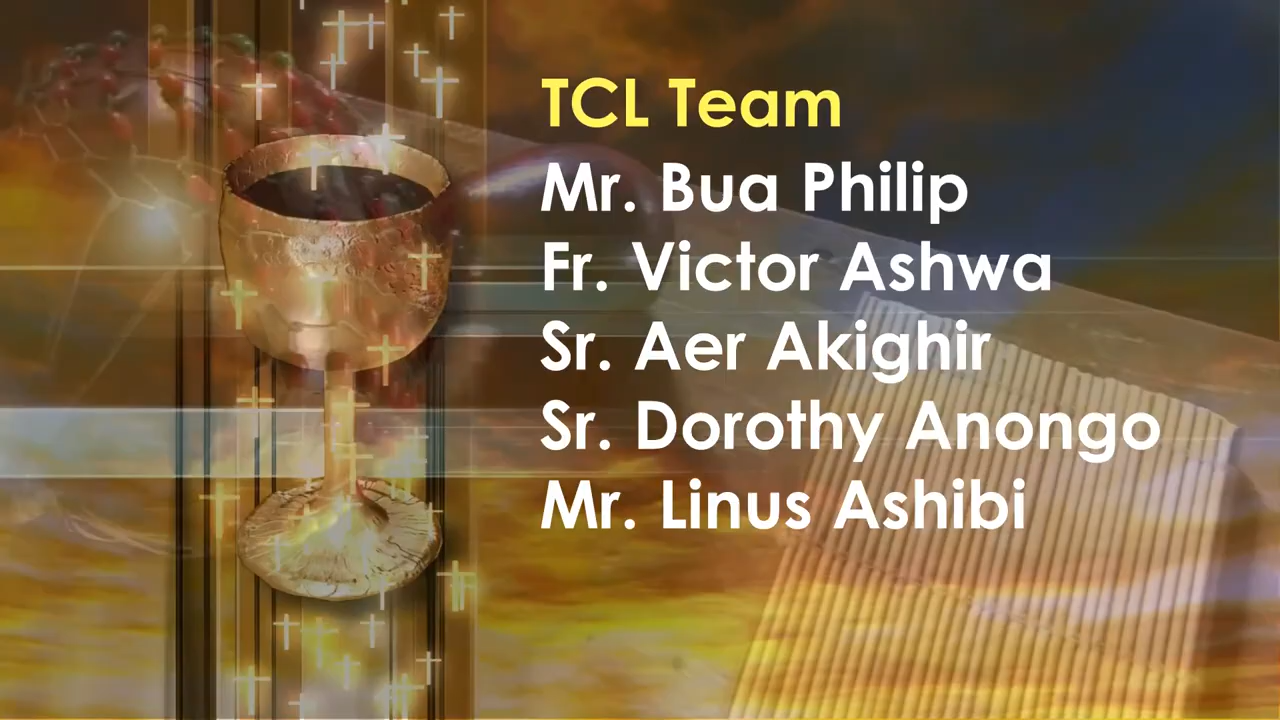 TCL Team
Mr. Bua Philip
Fr. Victor Ashwa
Sr. Aer Akighir
Sr. Dorothy Anongo
Mr. Linus Ashibi